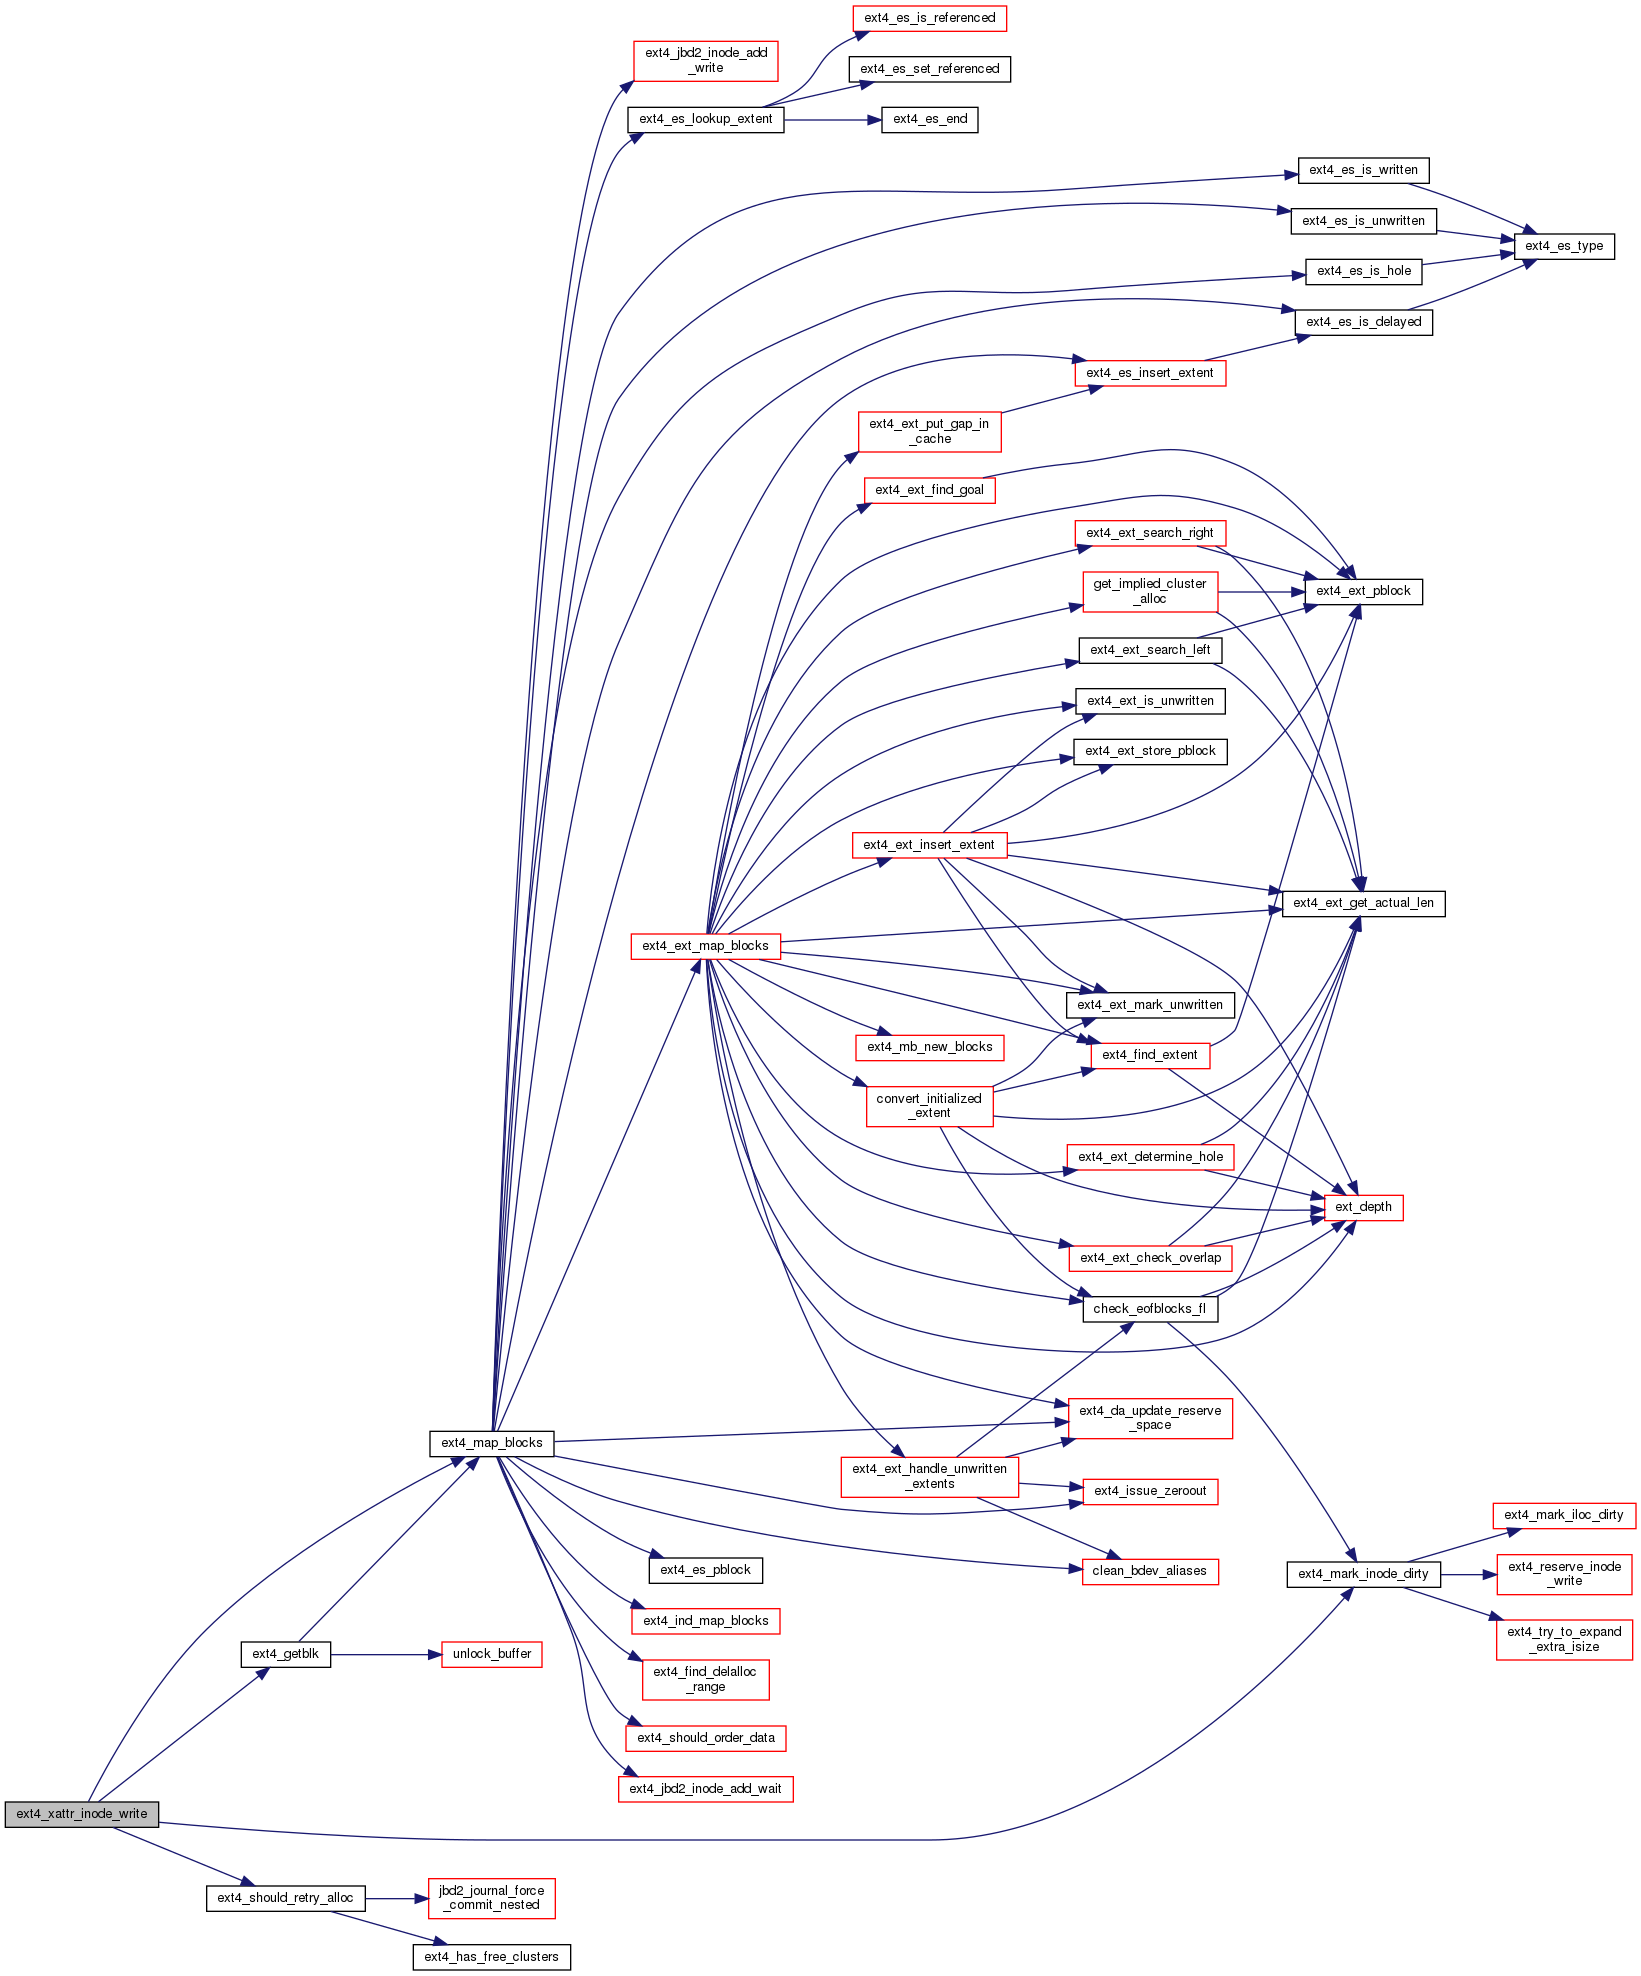 ext4_es_is_referenced
ext4_jbd2_inode_add
_write
ext4_es_set_referenced
ext4_es_lookup_extent
ext4_es_end
ext4_es_is_written
ext4_es_is_unwritten
ext4_es_type
ext4_es_is_hole
ext4_es_is_delayed
ext4_es_insert_extent
ext4_ext_put_gap_in
_cache
ext4_ext_find_goal
ext4_ext_search_right
get_implied_cluster
_alloc
ext4_ext_pblock
ext4_ext_search_left
ext4_ext_is_unwritten
ext4_ext_store_pblock
ext4_ext_insert_extent
ext4_ext_get_actual_len
ext4_ext_map_blocks
ext4_ext_mark_unwritten
ext4_mb_new_blocks
ext4_find_extent
convert_initialized
_extent
ext4_ext_determine_hole
ext_depth
ext4_ext_check_overlap
check_eofblocks_fl
ext4_da_update_reserve
_space
ext4_map_blocks
ext4_ext_handle_unwritten
_extents
ext4_issue_zeroout
ext4_mark_iloc_dirty
ext4_es_pblock
clean_bdev_aliases
ext4_mark_inode_dirty
ext4_reserve_inode
_write
ext4_ind_map_blocks
ext4_try_to_expand
_extra_isize
ext4_getblk
unlock_buffer
ext4_find_delalloc
_range
ext4_should_order_data
ext4_jbd2_inode_add_wait
ext4_xattr_inode_write
ext4_should_retry_alloc
jbd2_journal_force
_commit_nested
ext4_has_free_clusters